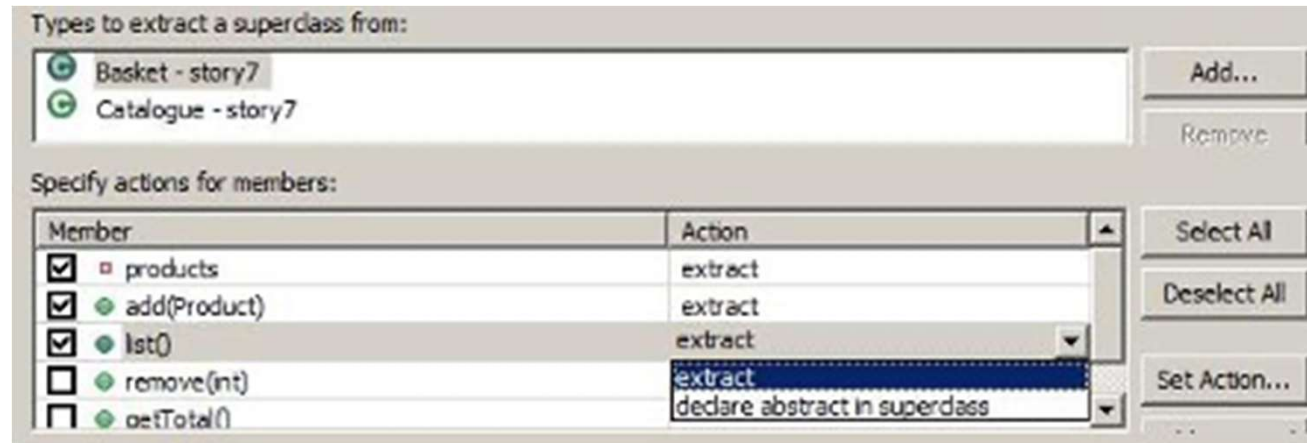 Types to extract a superclass from:
Basket - story7
Catalogue - story7
Add...
Remove
Specify actions for members:
Member Action
products extract
add(Product) extract
list() extract
remove(int) extract
getTotal() declare abstract in superclass
Select All
Deselect All
Set Action...